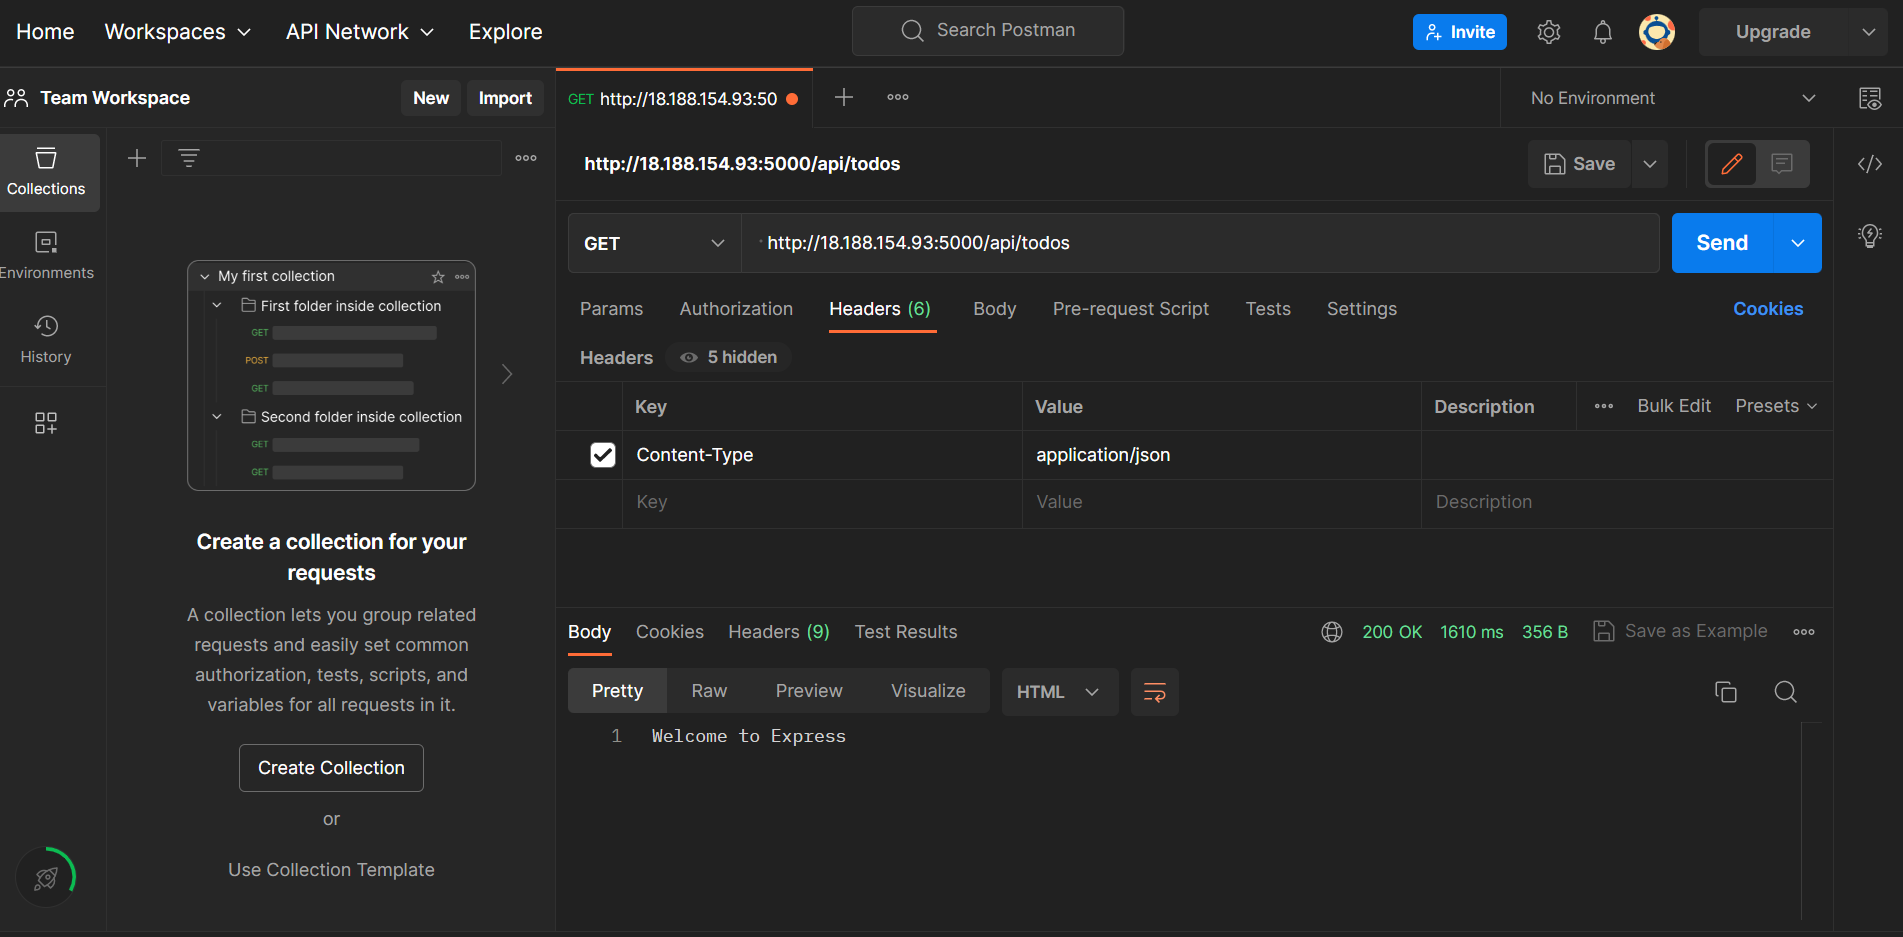 Home Workspaces API Network Explore Search Postman Invite Upgrade
Team Workspace New Import GET http://18.188.154.93:50 No Environment
Collections
Environments
History
http://18.188.154.93:5000/api/todos Save
GET http://18.188.154.93:5000/api/todos Send
Params Authorization Headers (6) Body Pre-request Script Tests Settings Cookies
Headers 5 hidden
Key Value Description Bulk Edit Presets
Content-Type application/json
Key Value Description
My first collection
First folder inside collection
GET
POST
GET
Second folder inside collection
GET
GET
Create a collection for your
requests
A collection lets you group related
requests and easily set common
authorization, tests, scripts, and
variables for all requests in it.
Create Collection
or
Use Collection Template
Body Cookies Headers (9) Test Results 200 OK 1610 ms 356 B Save as Example
Pretty Raw Preview Visualize HTML
1 Welcome to Express